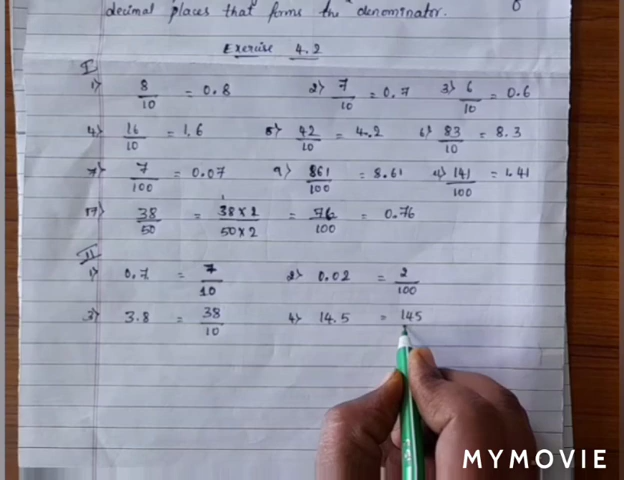 decimal places that forms the denominator.
Exercise 4.2
I
1) 8/10 = 0.8 2) 7/10 = 0.7 3) 6/10 = 0.6
4) 16/10 = 1.6 5) 42/10 = 4.2 6) 83/10 = 8.3
7) 7/100 = 0.07 9) 861/100 = 8.61 141/100 = 1.41
17) 38/50 = 38×2/50×2 = 76/100 = 0.76
II
1) 0.7 = 7/10 2) 0.02 = 2/100
3) 3.8 = 38/10 4) 14.5 = 145
MYMOVIE